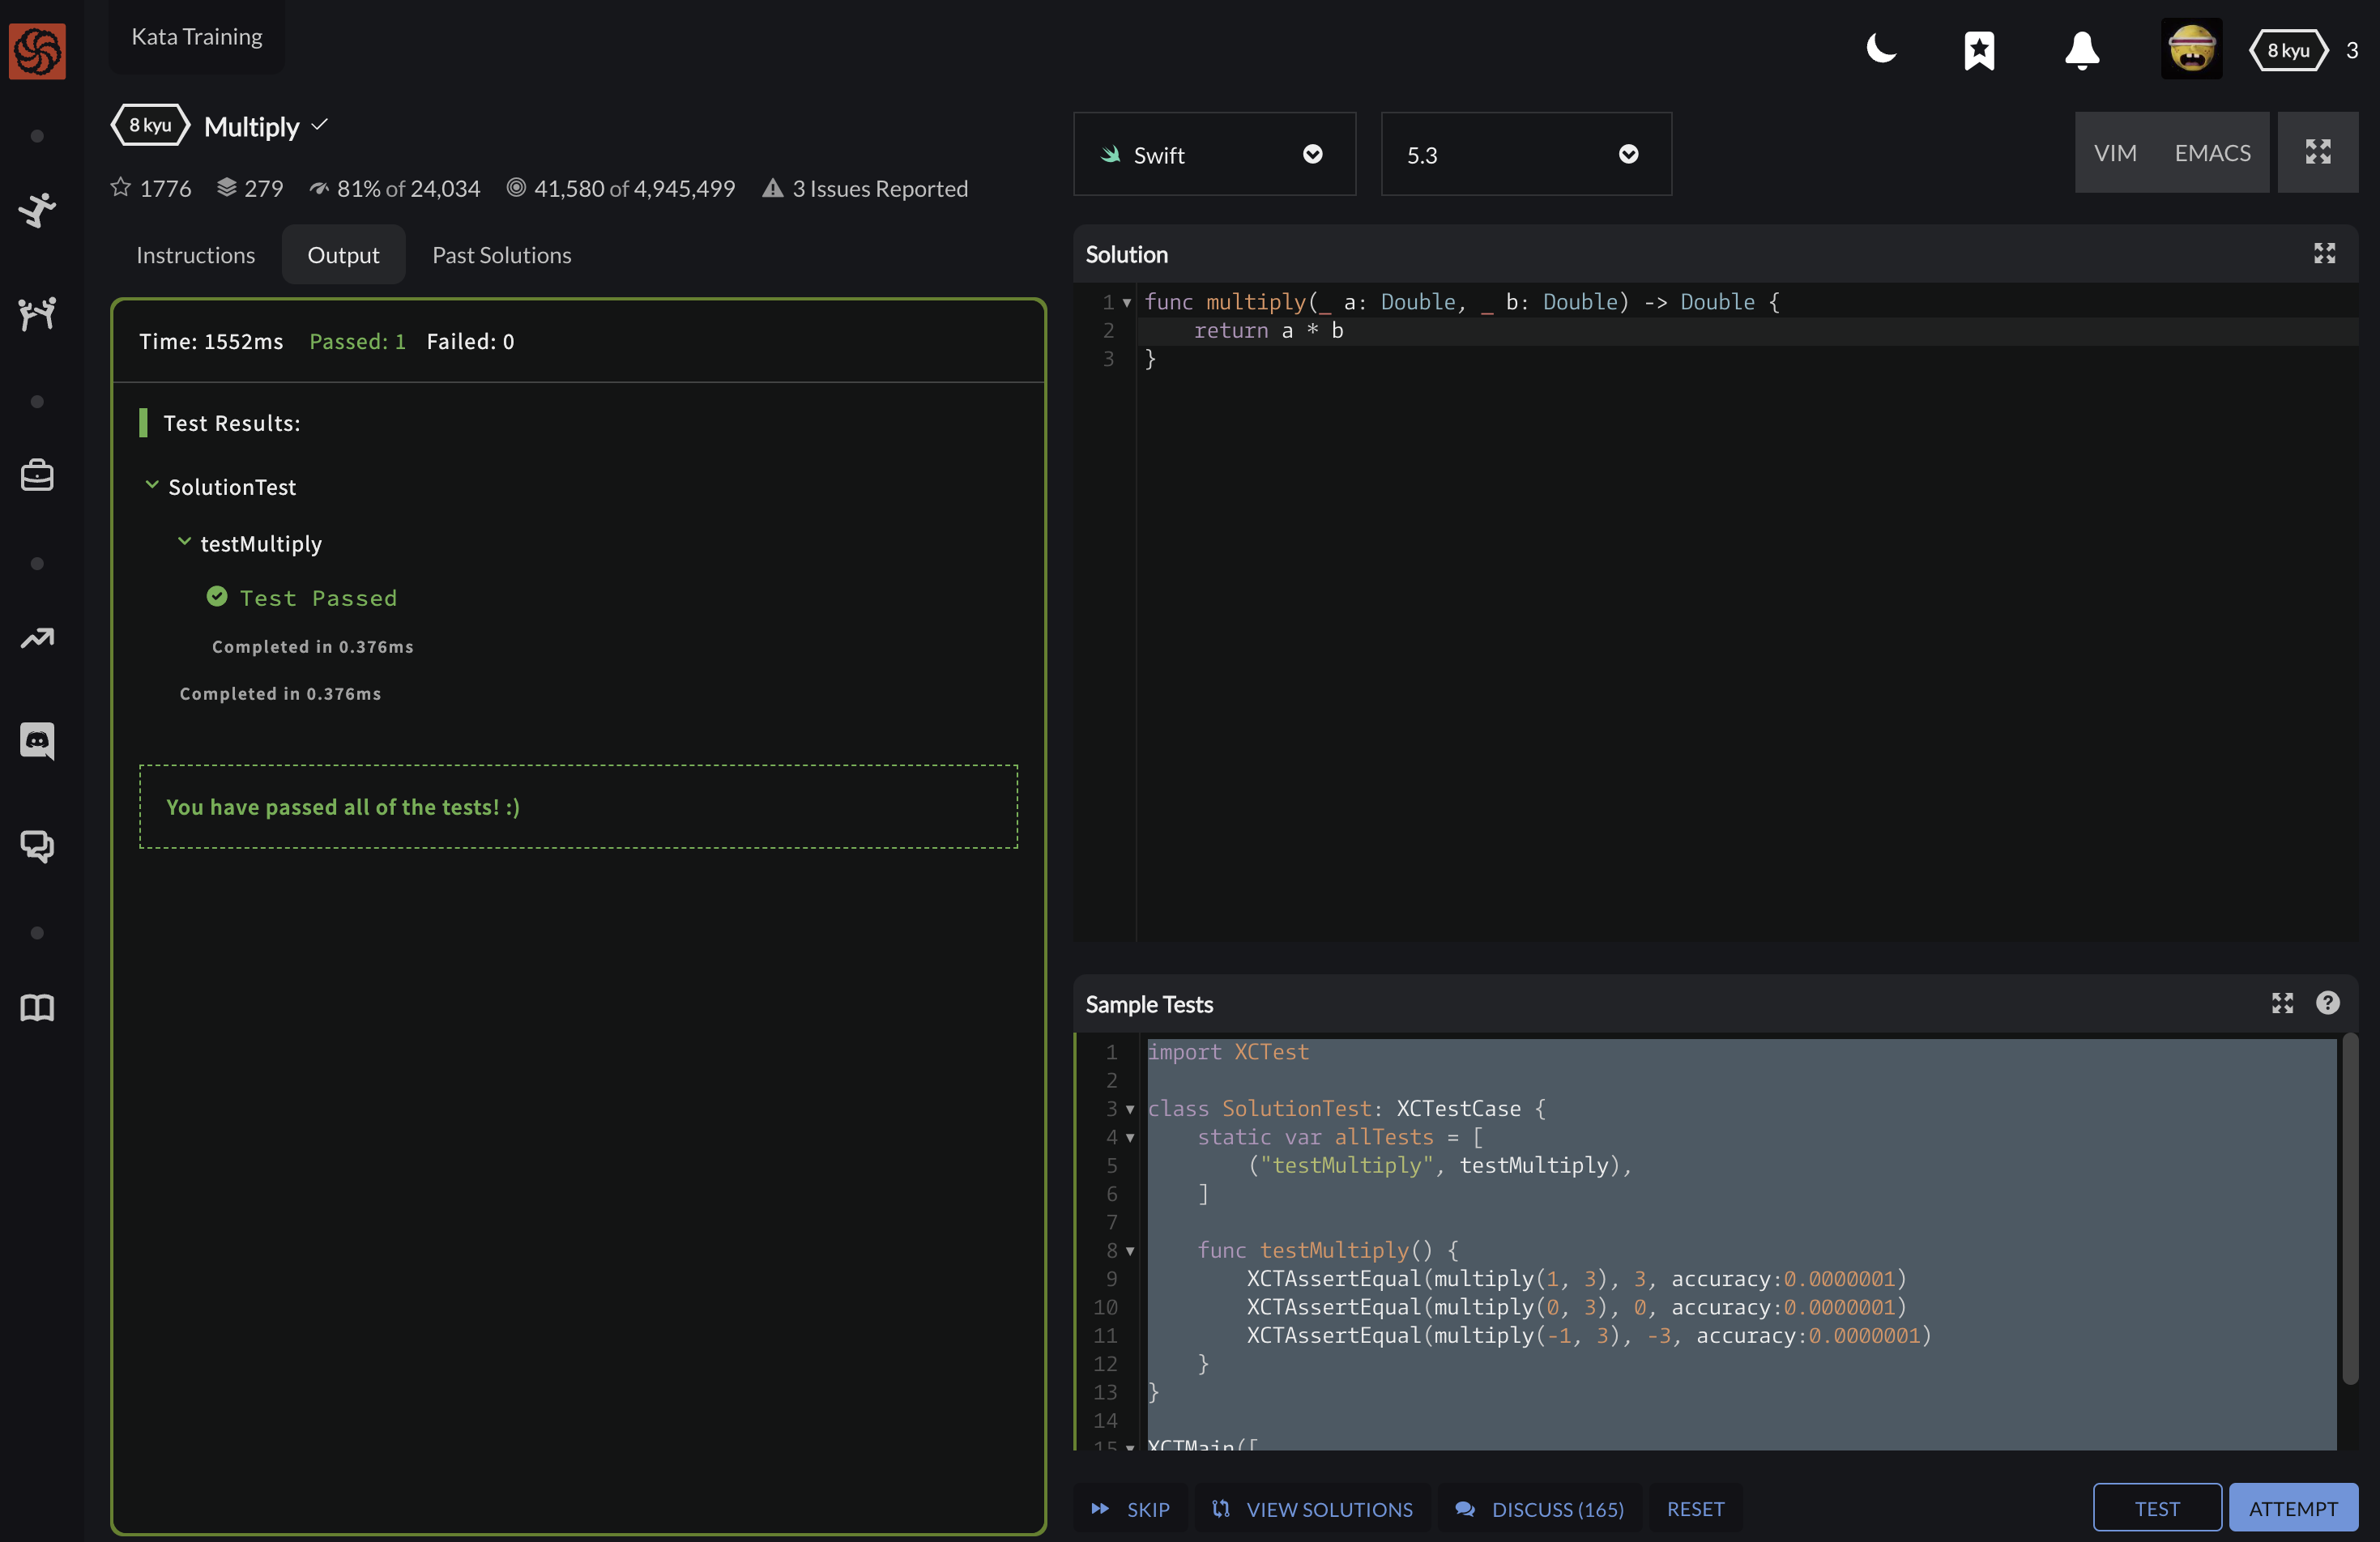 Kata Training
8 kyu 3
8 kyu Multiply
1776 279 81% of 24,034 41,580 of 4,945,499 3 Issues Reported
Instructions Output Past Solutions
Time: 1552ms Passed: 1 Failed: 0
Test Results:
SolutionTest
testMultiply
Test Passed
Completed in 0.376ms
Completed in 0.376ms
You have passed all of the tests! :)
Swift 5.3 VIM EMACS
Solution
1 func multiply(_ a: Double, _ b: Double) -> Double {
2     return a * b
3 }
Sample Tests
1 import XCTest
2
3 class SolutionTest: XCTestCase {
4     static var allTests = [
5         ("testMultiply", testMultiply),
6     ]
7
8     func testMultiply() {
9         XCTAssertEqual(multiply(1, 3), 3, accuracy:0.0000001)
10         XCTAssertEqual(multiply(0, 3), 0, accuracy:0.0000001)
11         XCTAssertEqual(multiply(-1, 3), -3, accuracy:0.0000001)
12     }
13 }
14
15 XCTMain([
SKIP VIEW SOLUTIONS DISCUSS (165) RESET TEST ATTEMPT